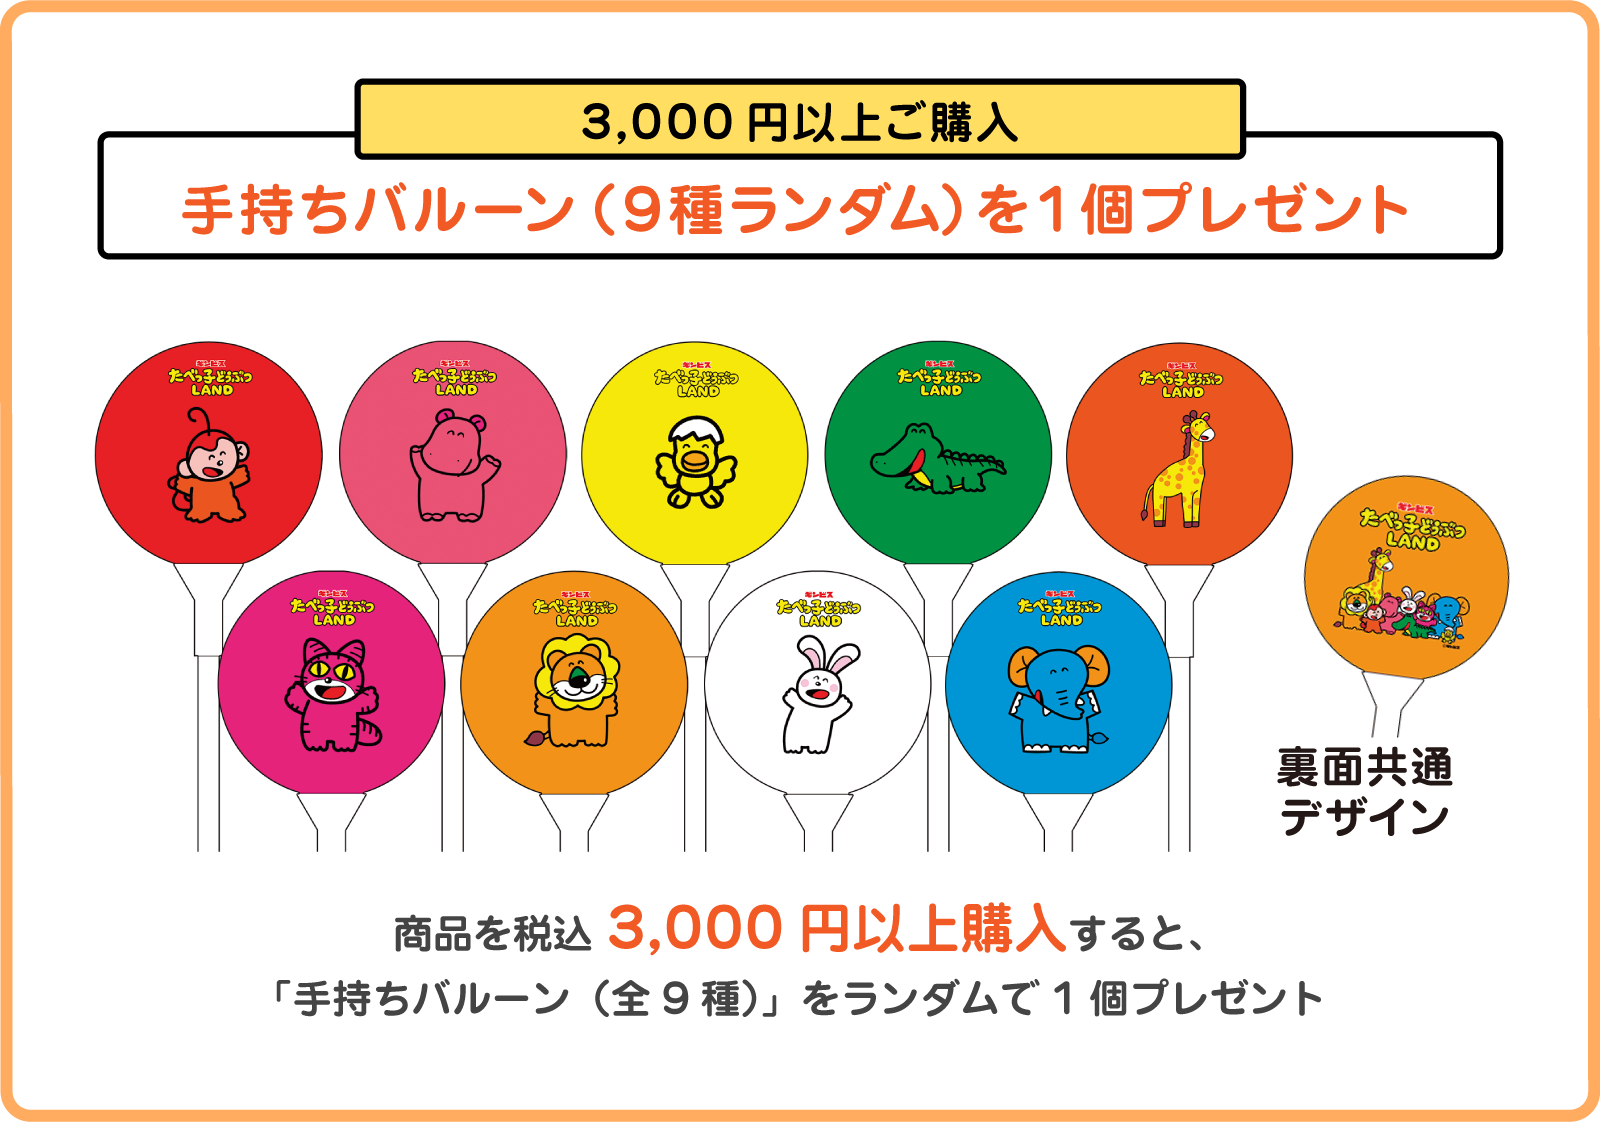 3,000円以上ご購入
手持ちバルーン（9種ランダム）を1個プレゼント
ギンビス
たべっ子どうぶつ
LAND
ギンビス
たべっ子どうぶつ
LAND
ギンビス
たべっ子どうぶつ
LAND
ギンビス
たべっ子どうぶつ
LAND
ギンビス
たべっ子どうぶつ
LAND
ギンビス
たべっ子どうぶつ
LAND
ギンビス
たべっ子どうぶつ
LAND
ギンビス
たべっ子どうぶつ
LAND
ギンビス
たべっ子どうぶつ
LAND
ギンビス
たべっ子どうぶつ
LAND
裏面共通
デザイン
商品を税込 3,000円以上購入すると、
「手持ちバルーン（全9種）」をランダムで1個プレゼント